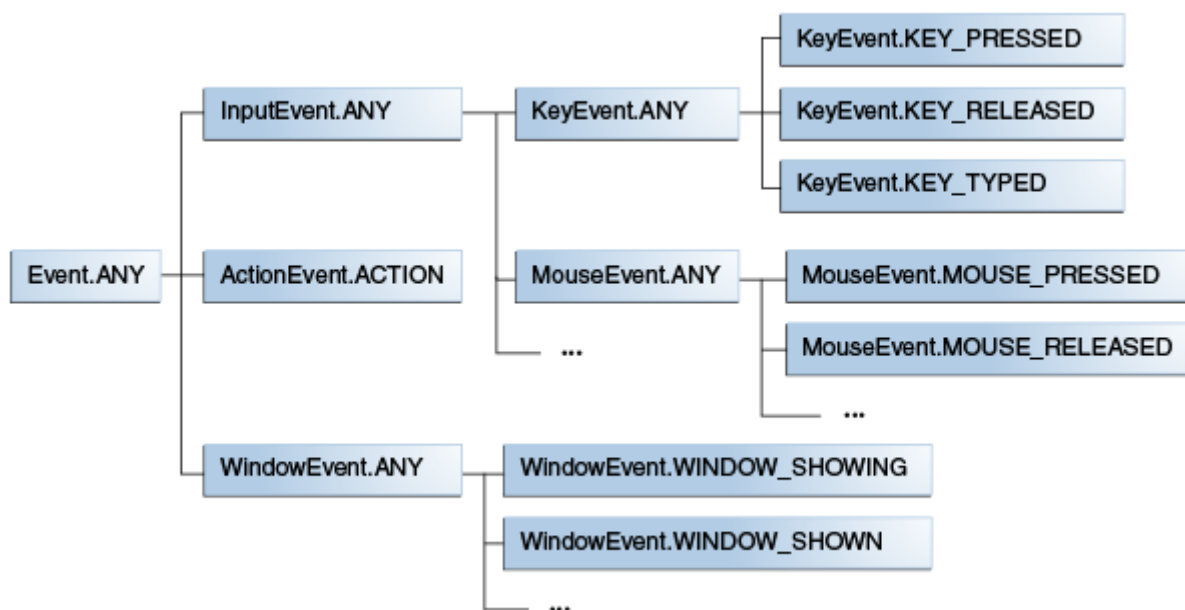 KeyEvent.KEY_PRESSED
InputEvent.ANY
KeyEvent.ANY
KeyEvent.KEY_RELEASED
KeyEvent.KEY_TYPED
Event.ANY
ActionEvent.ACTION
MouseEvent.ANY
MouseEvent.MOUSE_PRESSED
...
MouseEvent.MOUSE_RELEASED
...
WindowEvent.ANY
WindowEvent.WINDOW_SHOWING
WindowEvent.WINDOW_SHOWN
...